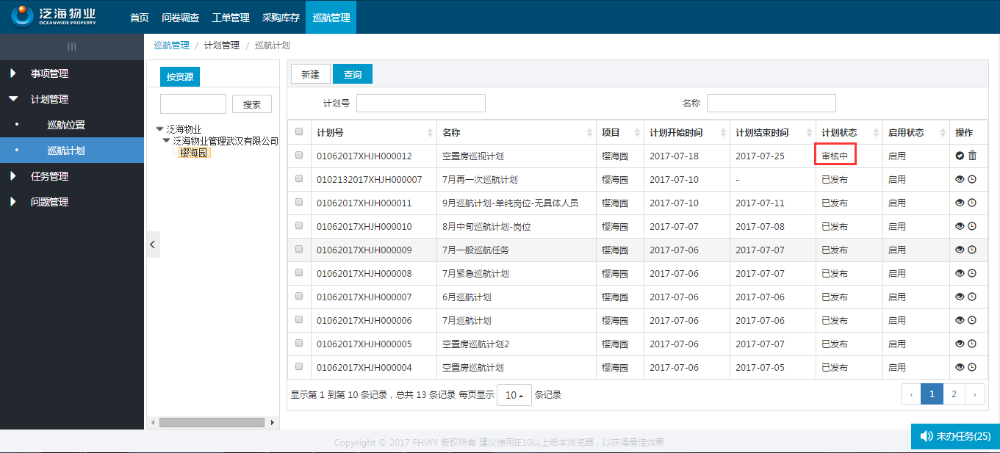 泛海物业
OCEANWIDE PROPERTY
首页 问卷调查 工单管理 采购库存 巡航管理
巡航管理 / 计划管理 / 巡航计划
事项管理
计划管理
巡航位置
巡航计划
任务管理
问题管理
按资源
搜索
泛海物业
泛海物业管理武汉有限公司
樱海园
新建 查询
计划号 名称
计划号 名称 项目 计划开始时间 计划结束时间 计划状态 启用状态 操作
01062017XHJH000012 空置房巡视计划 樱海园 2017-07-18 2017-07-25 审核中 启用
0102132017XHJH000007 7月再一次巡航计划 樱海园 2017-07-10 - 已发布 启用
01062017XHJH000011 9月巡航计划-单纯岗位-无具体人员 樱海园 2017-07-10 2017-07-11 已发布 启用
01062017XHJH000010 8月中旬巡航计划-岗位 樱海园 2017-07-07 2017-07-08 已发布 启用
01062017XHJH000009 7月一般巡航任务 樱海园 2017-07-06 2017-07-07 已发布 启用
01062017XHJH000008 7月紧急巡航计划 樱海园 2017-07-06 2017-07-07 已发布 启用
01062017XHJH000007 6月巡航计划 樱海园 2017-07-06 2017-07-06 已发布 启用
01062017XHJH000006 7月巡航计划 樱海园 2017-07-06 2017-07-06 已发布 启用
01062017XHJH000005 空置房巡航计划2 樱海园 2017-07-06 2017-07-07 已发布 启用
01062017XHJH000004 空置房巡航计划 樱海园 2017-07-06 2017-07-05 已发布 启用
显示第 1 到第 10 条记录，总共 13 条记录 每页显示 10 条记录
‹ 1 2 ›
Copyright © 2017 FHWY 版权所有 建议使用IE10以上版本浏览器，以获得最佳效果
未办任务(25)